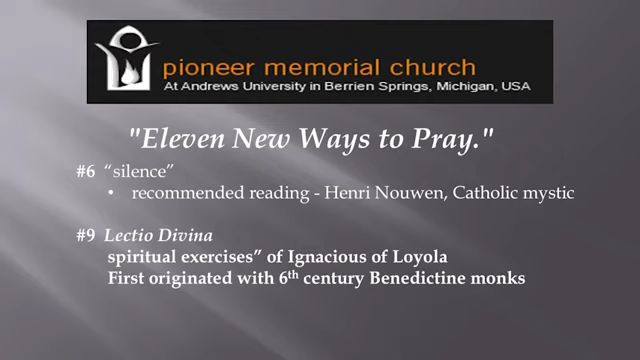 pioneer memorial church
At Andrews University in Berrien Springs, Michigan, USA
"Eleven New Ways to Pray."
#6 “silence”
• recommended reading - Henri Nouwen, Catholic mystic
#9 Lectio Divina
spiritual exercises” of Ignacious of Loyola
First originated with 6th century Benedictine monks